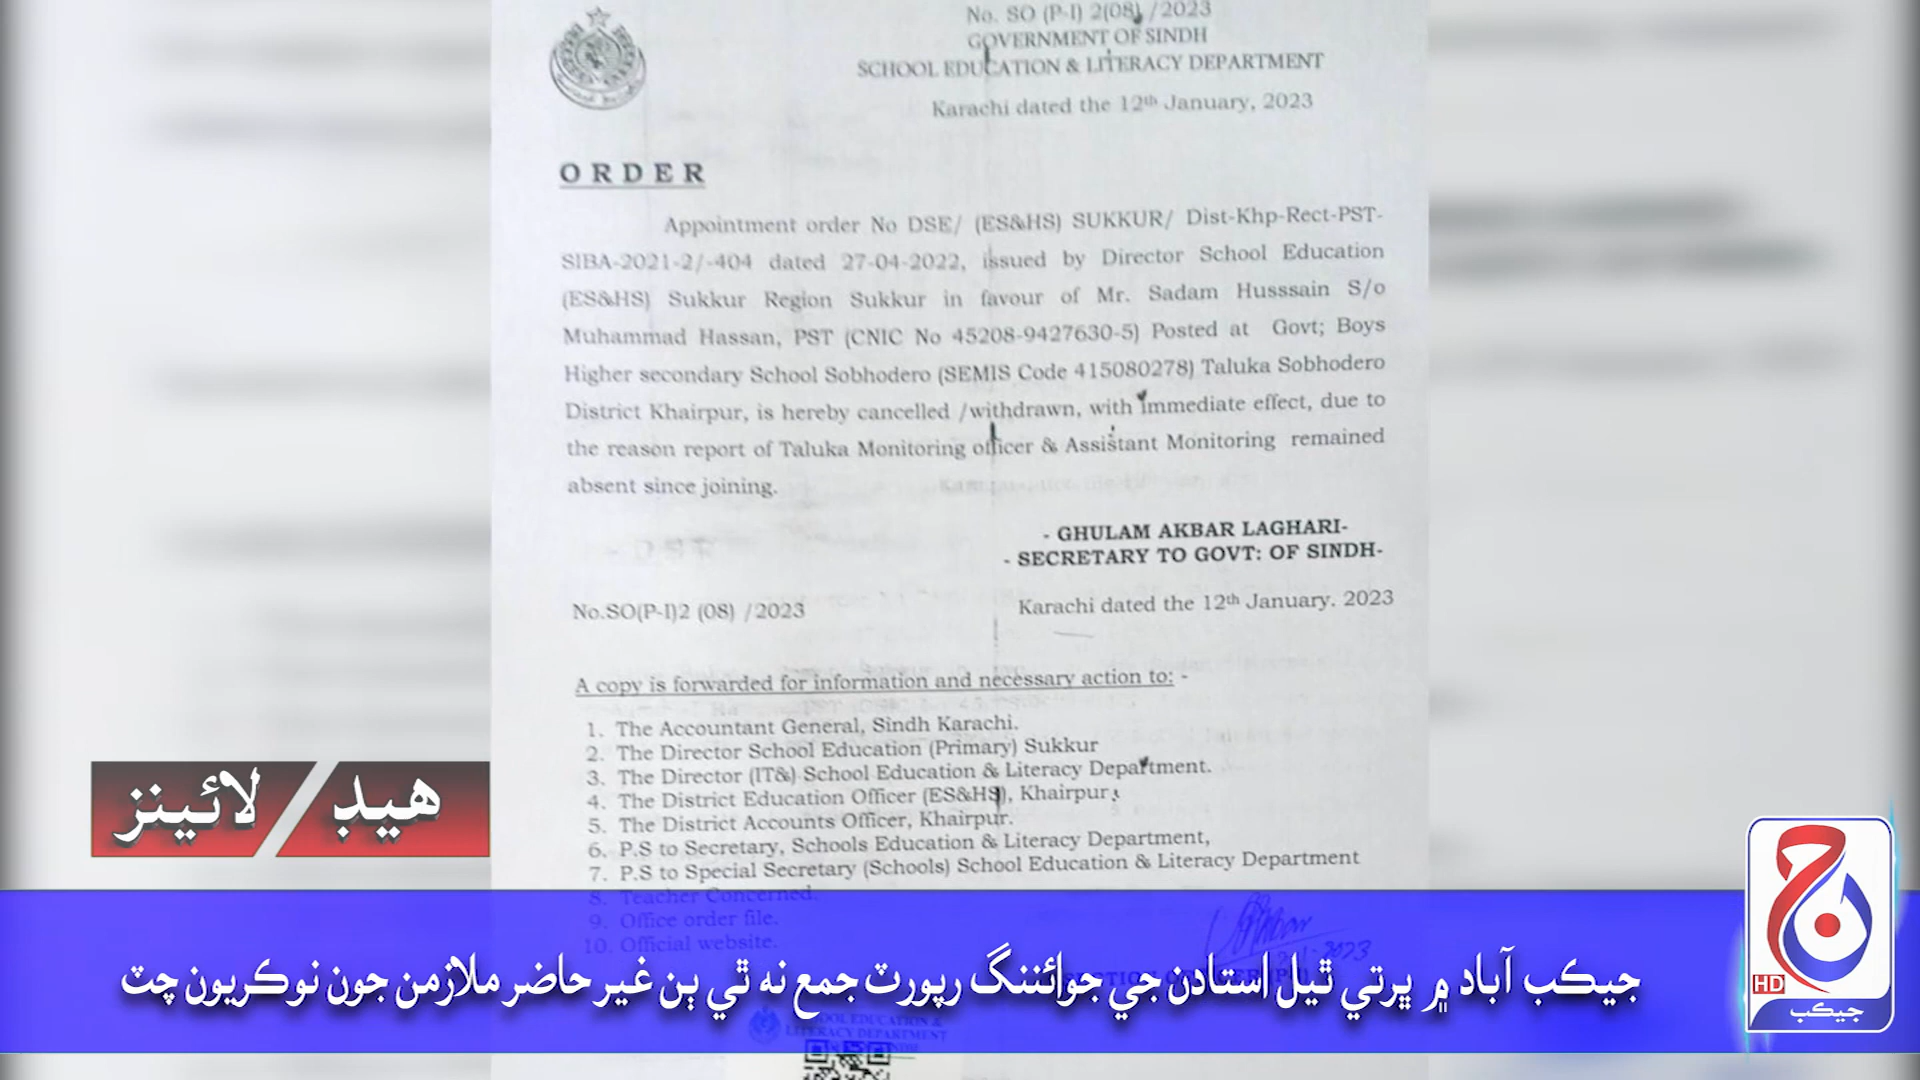 No. SO (P-I) 2(08) /2023
GOVERNMENT OF SINDH
SCHOOL EDUCATION & LITERACY DEPARTMENT
Karachi dated the 12th January, 2023
ORDER
Appointment order No DSE/ (ES&HS) SUKKUR/ Dist-Khp-Rect-PST-
SIBA-2021-2/-404 dated 27-04-2022, issued by Director School Education
(ES&HS) Sukkur Region Sukkur in favour of Mr. Sadam Husssain S/o
Muhammad Hassan, PST (CNIC No 45208-9427630-5) Posted at Govt; Boys
Higher secondary School Sobhodero (SEMIS Code 415080278) Taluka Sobhodero
District Khairpur, is hereby cancelled /withdrawn, with immediate effect, due to
the reason report of Taluka Monitoring officer & Assistant Monitoring remained
absent since joining.
- GHULAM AKBAR LAGHARI-
- SECRETARY TO GOVT: OF SINDH-
No.SO(P-I)2 (08) /2023
Karachi dated the 12th January. 2023
A copy is forwarded for information and necessary action to: -
1. The Accountant General, Sindh Karachi.
2. The Director School Education (Primary) Sukkur
3. The Director (IT&) School Education & Literacy Department.
4. The District Education Officer (ES&HS), Khairpur.
5. The District Accounts Officer, Khairpur.
6. P.S to Secretary, Schools Education & Literacy Department,
7. P.S to Special Secretary (Schools) School Education & Literacy Department
8. Teacher Concerned.
9. Office order file.
10. Official website.
هيڊ لائينز
جيڪب آباد ۾ ڀرتي ٿيل استادن جي جوائننگ رپورٽ جمع نه ٿي ٻن غير حاضر ملازمن جون نوڪريون چٽ
HD
جيڪب